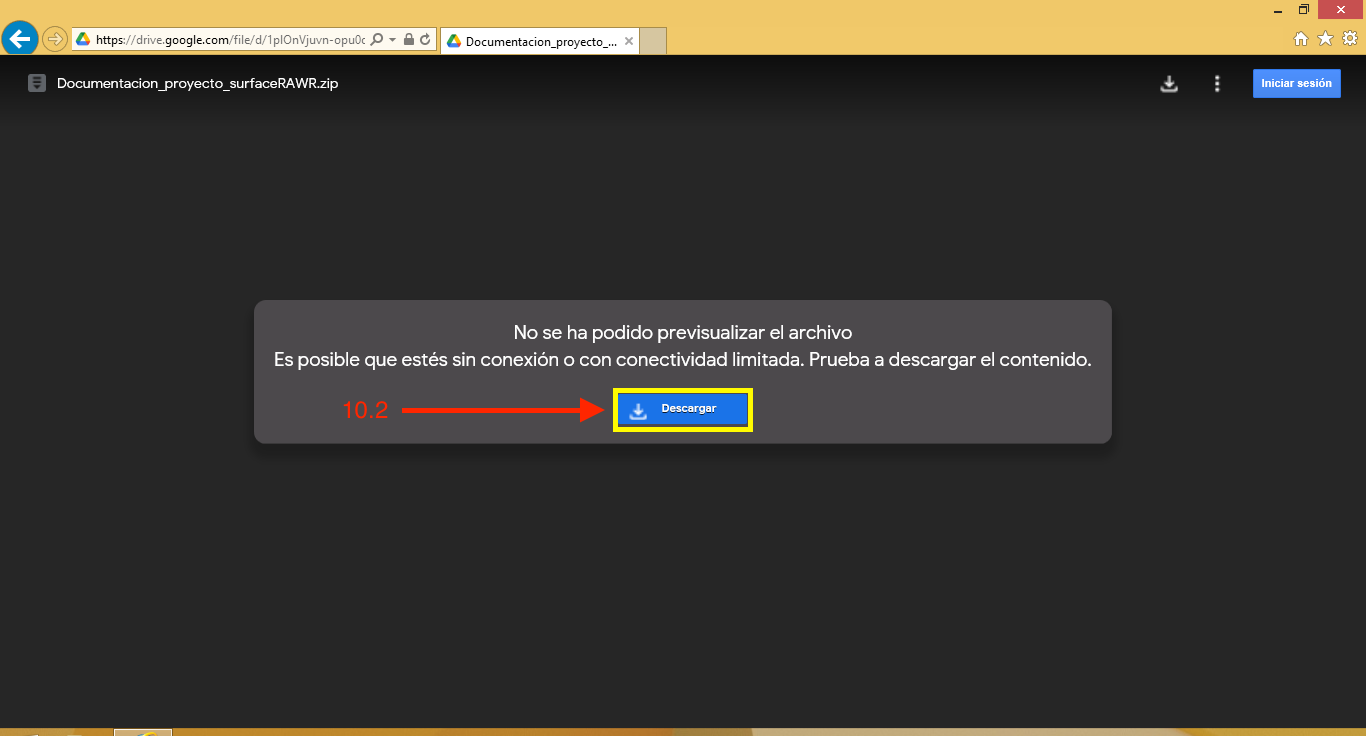 https://drive.google.com/file/d/1pIOnVjuvn-opu0c
Documentacion_proyecto_...
Documentacion_proyecto_surfaceRAWR.zip
Iniciar sesión
No se ha podido previsualizar el archivo
Es posible que estés sin conexión o con conectividad limitada. Prueba a descargar el contenido.
10.2
Descargar